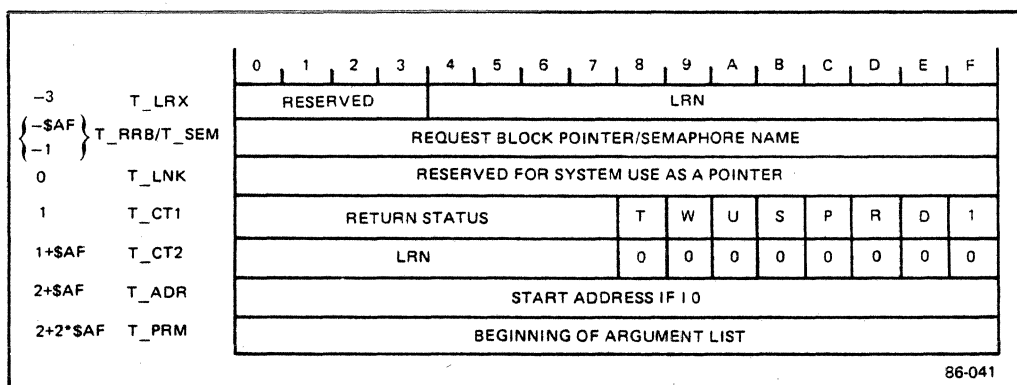 0 1 2 3 4 5 6 7 8 9 A B C D E F
-3 T_LRX RESERVED LRN
{-$AF -1} T_RRB/T_SEM REQUEST BLOCK POINTER/SEMAPHORE NAME
0 T_LNK RESERVED FOR SYSTEM USE AS A POINTER
1 T_CT1 RETURN STATUS T W U S P R D 1
1+$AF T_CT2 LRN 0 0 0 0 0 0 0 0
2+$AF T_ADR START ADDRESS IF I 0
2+2*$AF T_PRM BEGINNING OF ARGUMENT LIST
86-041